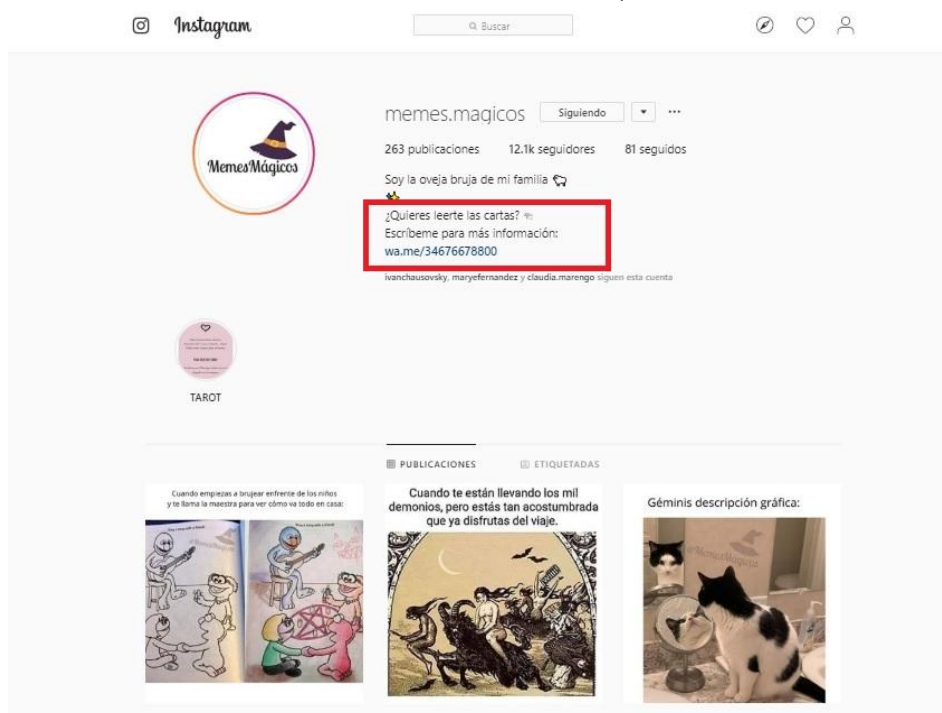 Instagram
Buscar
MemesMágicos
memes.magicos
Siguiendo
263 publicaciones 12.1k seguidores 81 seguidos
Soy la oveja bruja de mi familia
¿Quieres leerte las cartas?
Escríbeme para más información:
wa.me/34676678800
ivanchausovsky, maryefernandez y claudia.marengo siguen esta cuenta
TAROT
PUBLICACIONES ETIQUETADAS
Cuando empiezas a brujear enfrente de los niños
y te llama la maestra para ver cómo va todo en casa:
Cuando te están llevando los mil
demonios, pero estás tan acostumbrada
que ya disfrutas del viaje.
Géminis descripción gráfica: